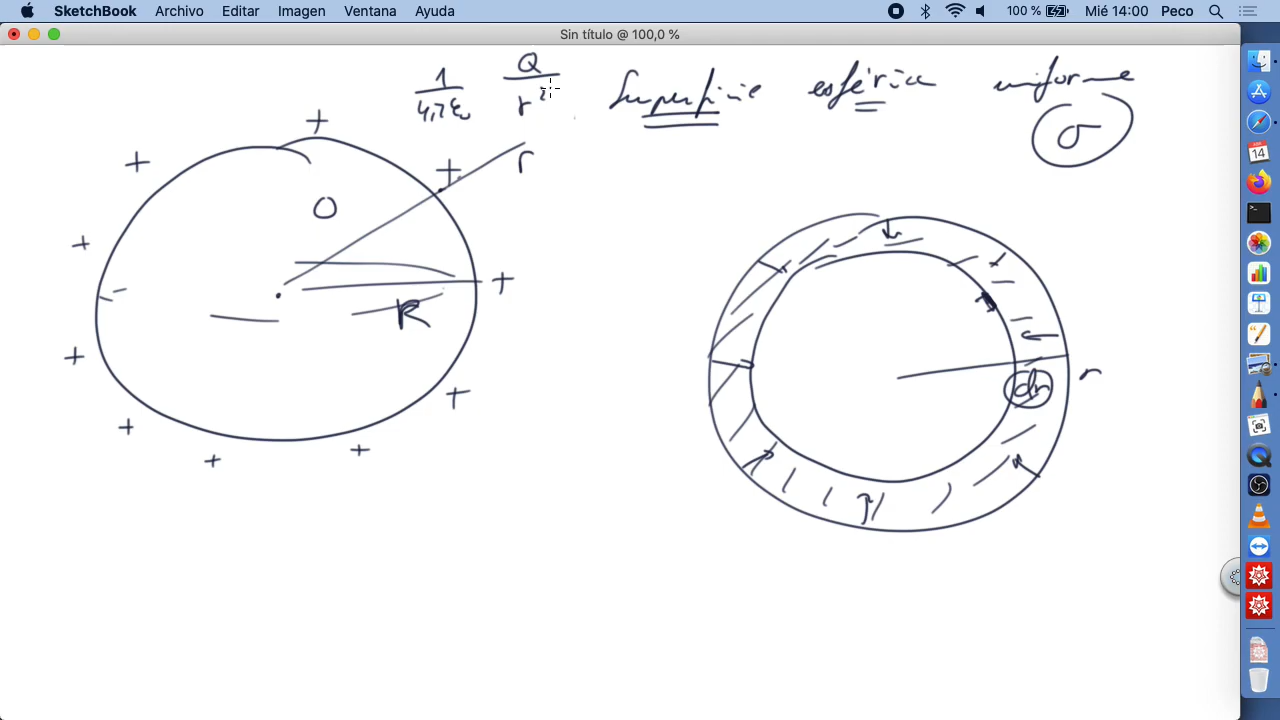 SketchBook Archivo Editar Imagen Ventana Ayuda 100 % Mié 14:00 Peco
Sin título @ 100,0 %
1/4πε₀ Q/r² Superficie esférica uniforme
σ
+ + + + + + + + + + +
r
O
R
dr
r
14